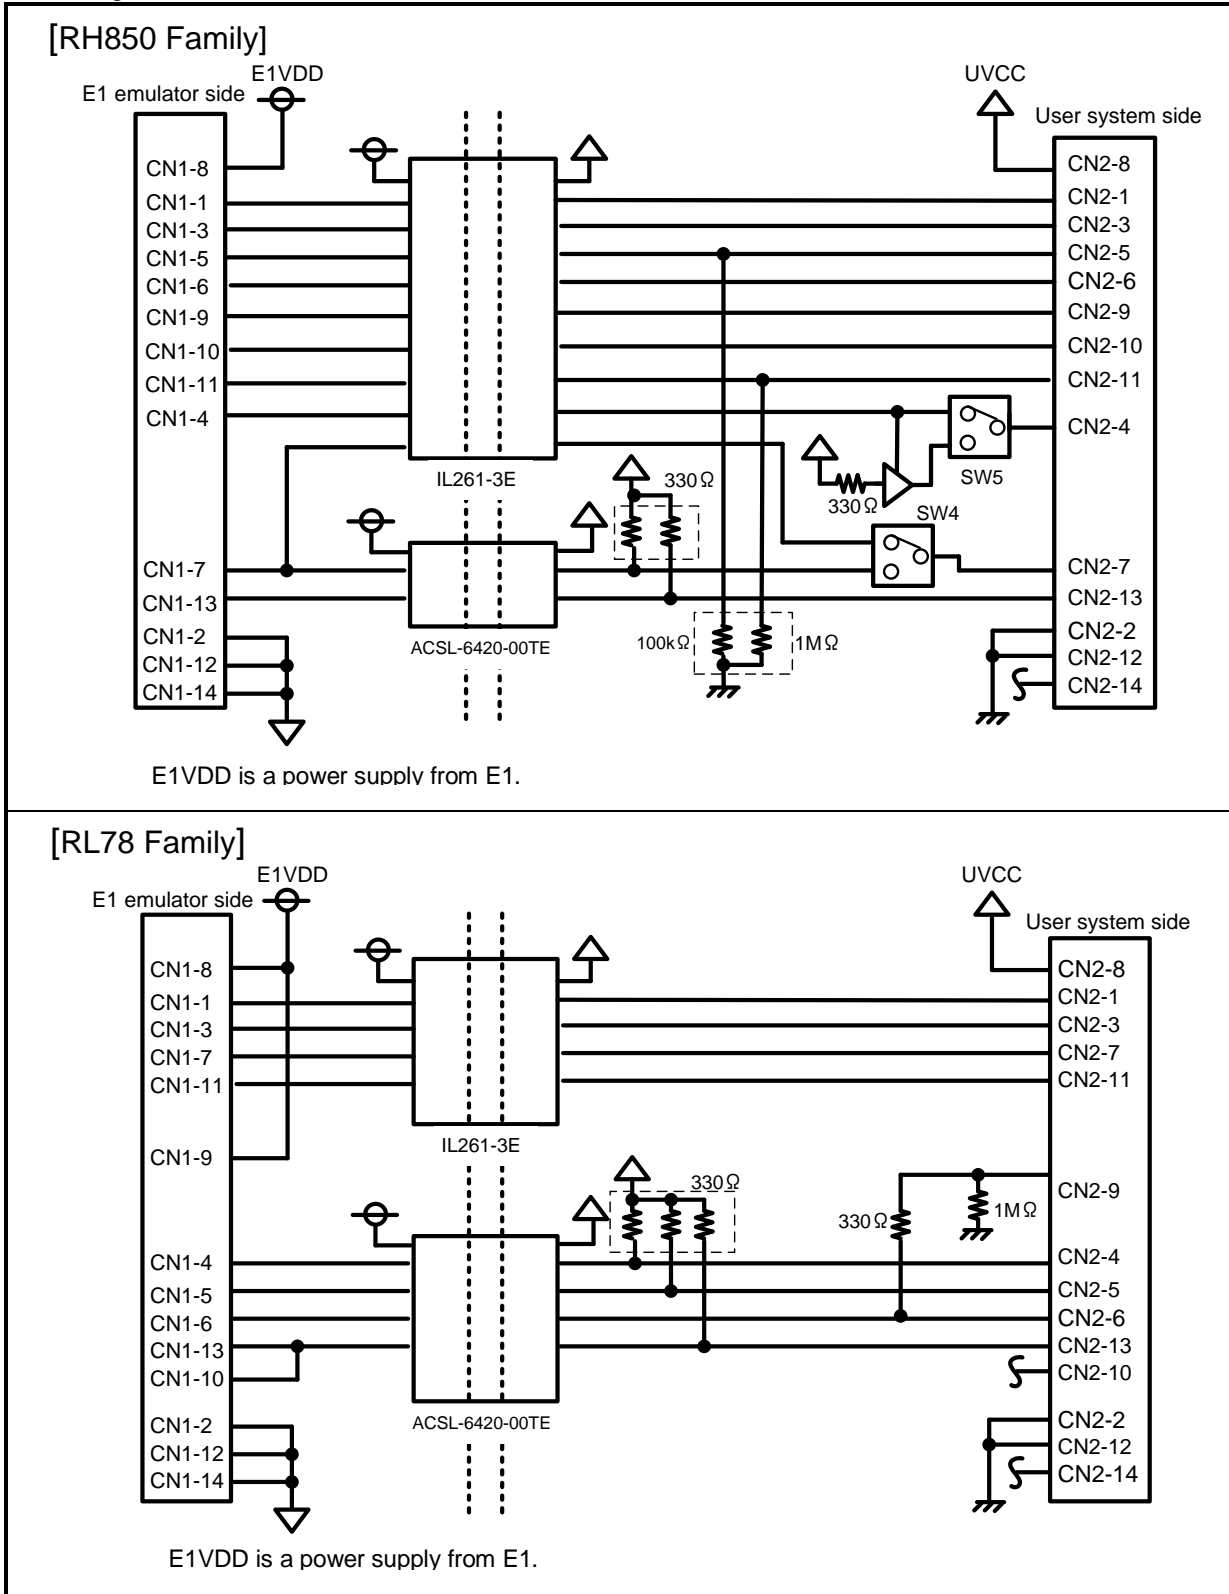 [RH850 Family]
E1VDD
E1 emulator side
UVCC
User system side
CN1-8
CN1-1
CN1-3
CN1-5
CN1-6
CN1-9
CN1-10
CN1-11
CN1-4
CN1-7
CN1-13
CN1-2
CN1-12
CN1-14
IL261-3E
ACSL-6420-00TE
330Ω
100kΩ
1MΩ
330Ω
SW5
SW4
CN2-8
CN2-1
CN2-3
CN2-5
CN2-6
CN2-9
CN2-10
CN2-11
CN2-4
CN2-7
CN2-13
CN2-2
CN2-12
CN2-14
E1VDD is a power supply from E1.
[RL78 Family]
E1VDD
E1 emulator side
UVCC
User system side
CN1-8
CN1-1
CN1-3
CN1-7
CN1-11
CN1-9
CN1-4
CN1-5
CN1-6
CN1-13
CN1-10
CN1-2
CN1-12
CN1-14
IL261-3E
ACSL-6420-00TE
330Ω
330Ω
1MΩ
CN2-8
CN2-1
CN2-3
CN2-7
CN2-11
CN2-9
CN2-4
CN2-5
CN2-6
CN2-13
CN2-10
CN2-2
CN2-12
CN2-14
E1VDD is a power supply from E1.